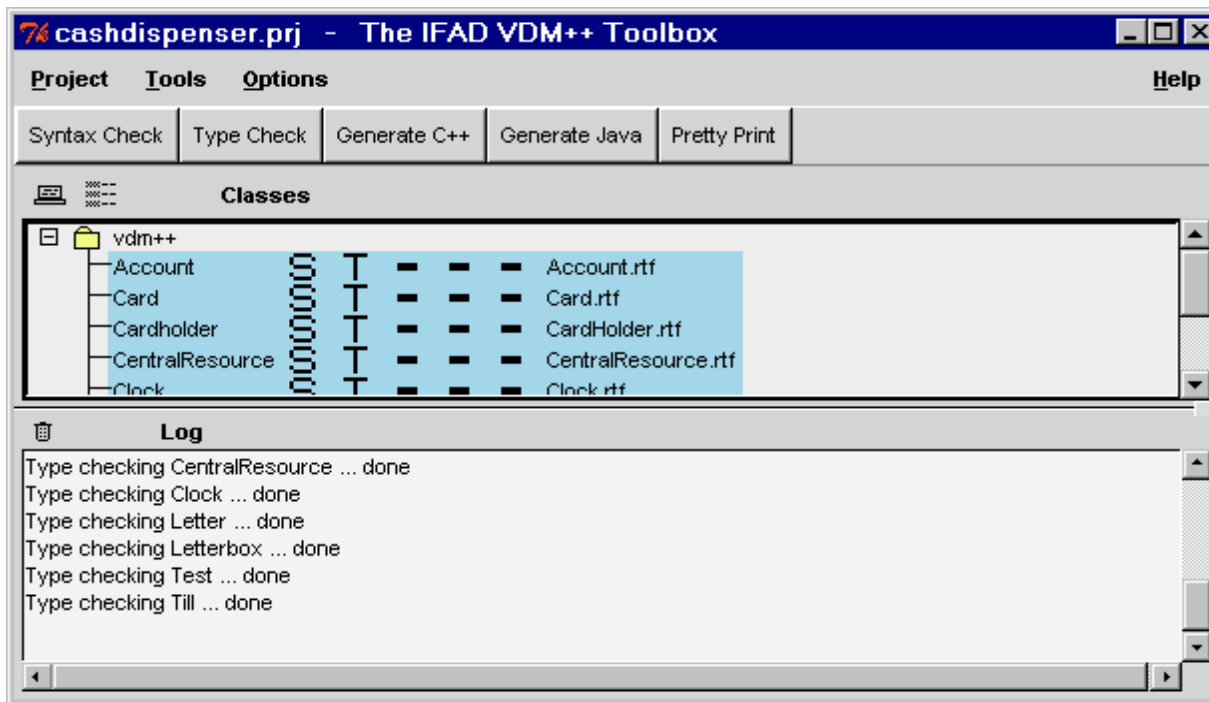 cashdispenser.prj - The IFAD VDM++ Toolbox
Project Tools Options Help
Syntax Check Type Check Generate C++ Generate Java Pretty Print
Classes
vdm++
Account S T - - - Account.rtf
Card S T - - - Card.rtf
Cardholder S T - - - CardHolder.rtf
CentralResource S T - - - CentralResource.rtf
Clock S T - - - Clock.rtf
Log
Type checking CentralResource ... done
Type checking Clock ... done
Type checking Letter ... done
Type checking Letterbox ... done
Type checking Test ... done
Type checking Till ... done